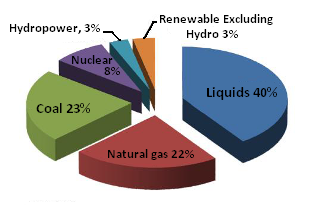 Renewable Excluding
Hydro 3%
Hydropower, 3%
Nuclear
8%
Liquids 40%
Coal 23%
Natural gas 22%